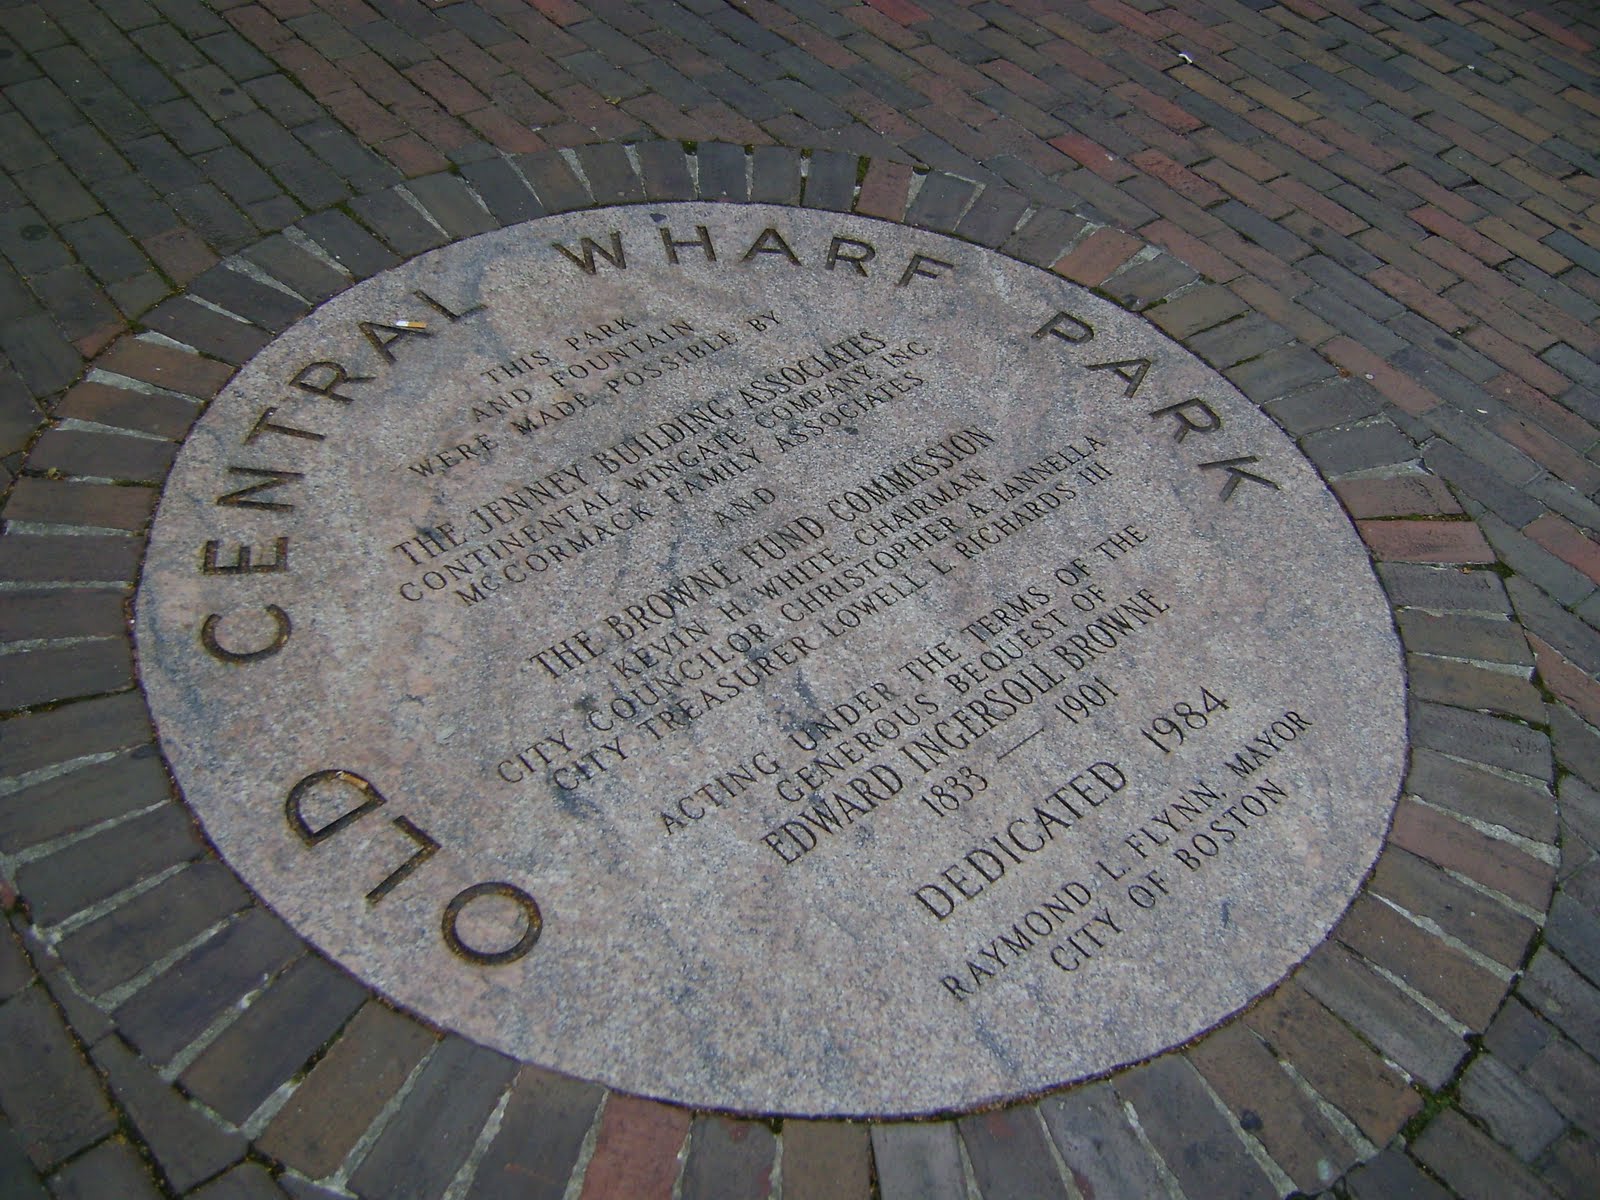 OLD CENTRAL WHARF PARK
THIS PARK
AND FOUNTAIN
WERE MADE POSSIBLE BY
THE JENNEY BUILDING ASSOCIATES
CONTINENTAL WINGATE COMPANY, INC.
MCCORMACK FAMILY ASSOCIATES
AND
THE BROWNE FUND COMMISSION
KEVIN H. WHITE, CHAIRMAN
CITY COUNCILOR CHRISTOPHER A. IANNELLA
CITY TREASURER LOWELL L. RICHARDS III
ACTING UNDER THE TERMS OF THE
GENEROUS BEQUEST OF
EDWARD INGERSOLL BROWNE
1833 — 1901
DEDICATED 1984
RAYMOND L. FLYNN, MAYOR
CITY OF BOSTON